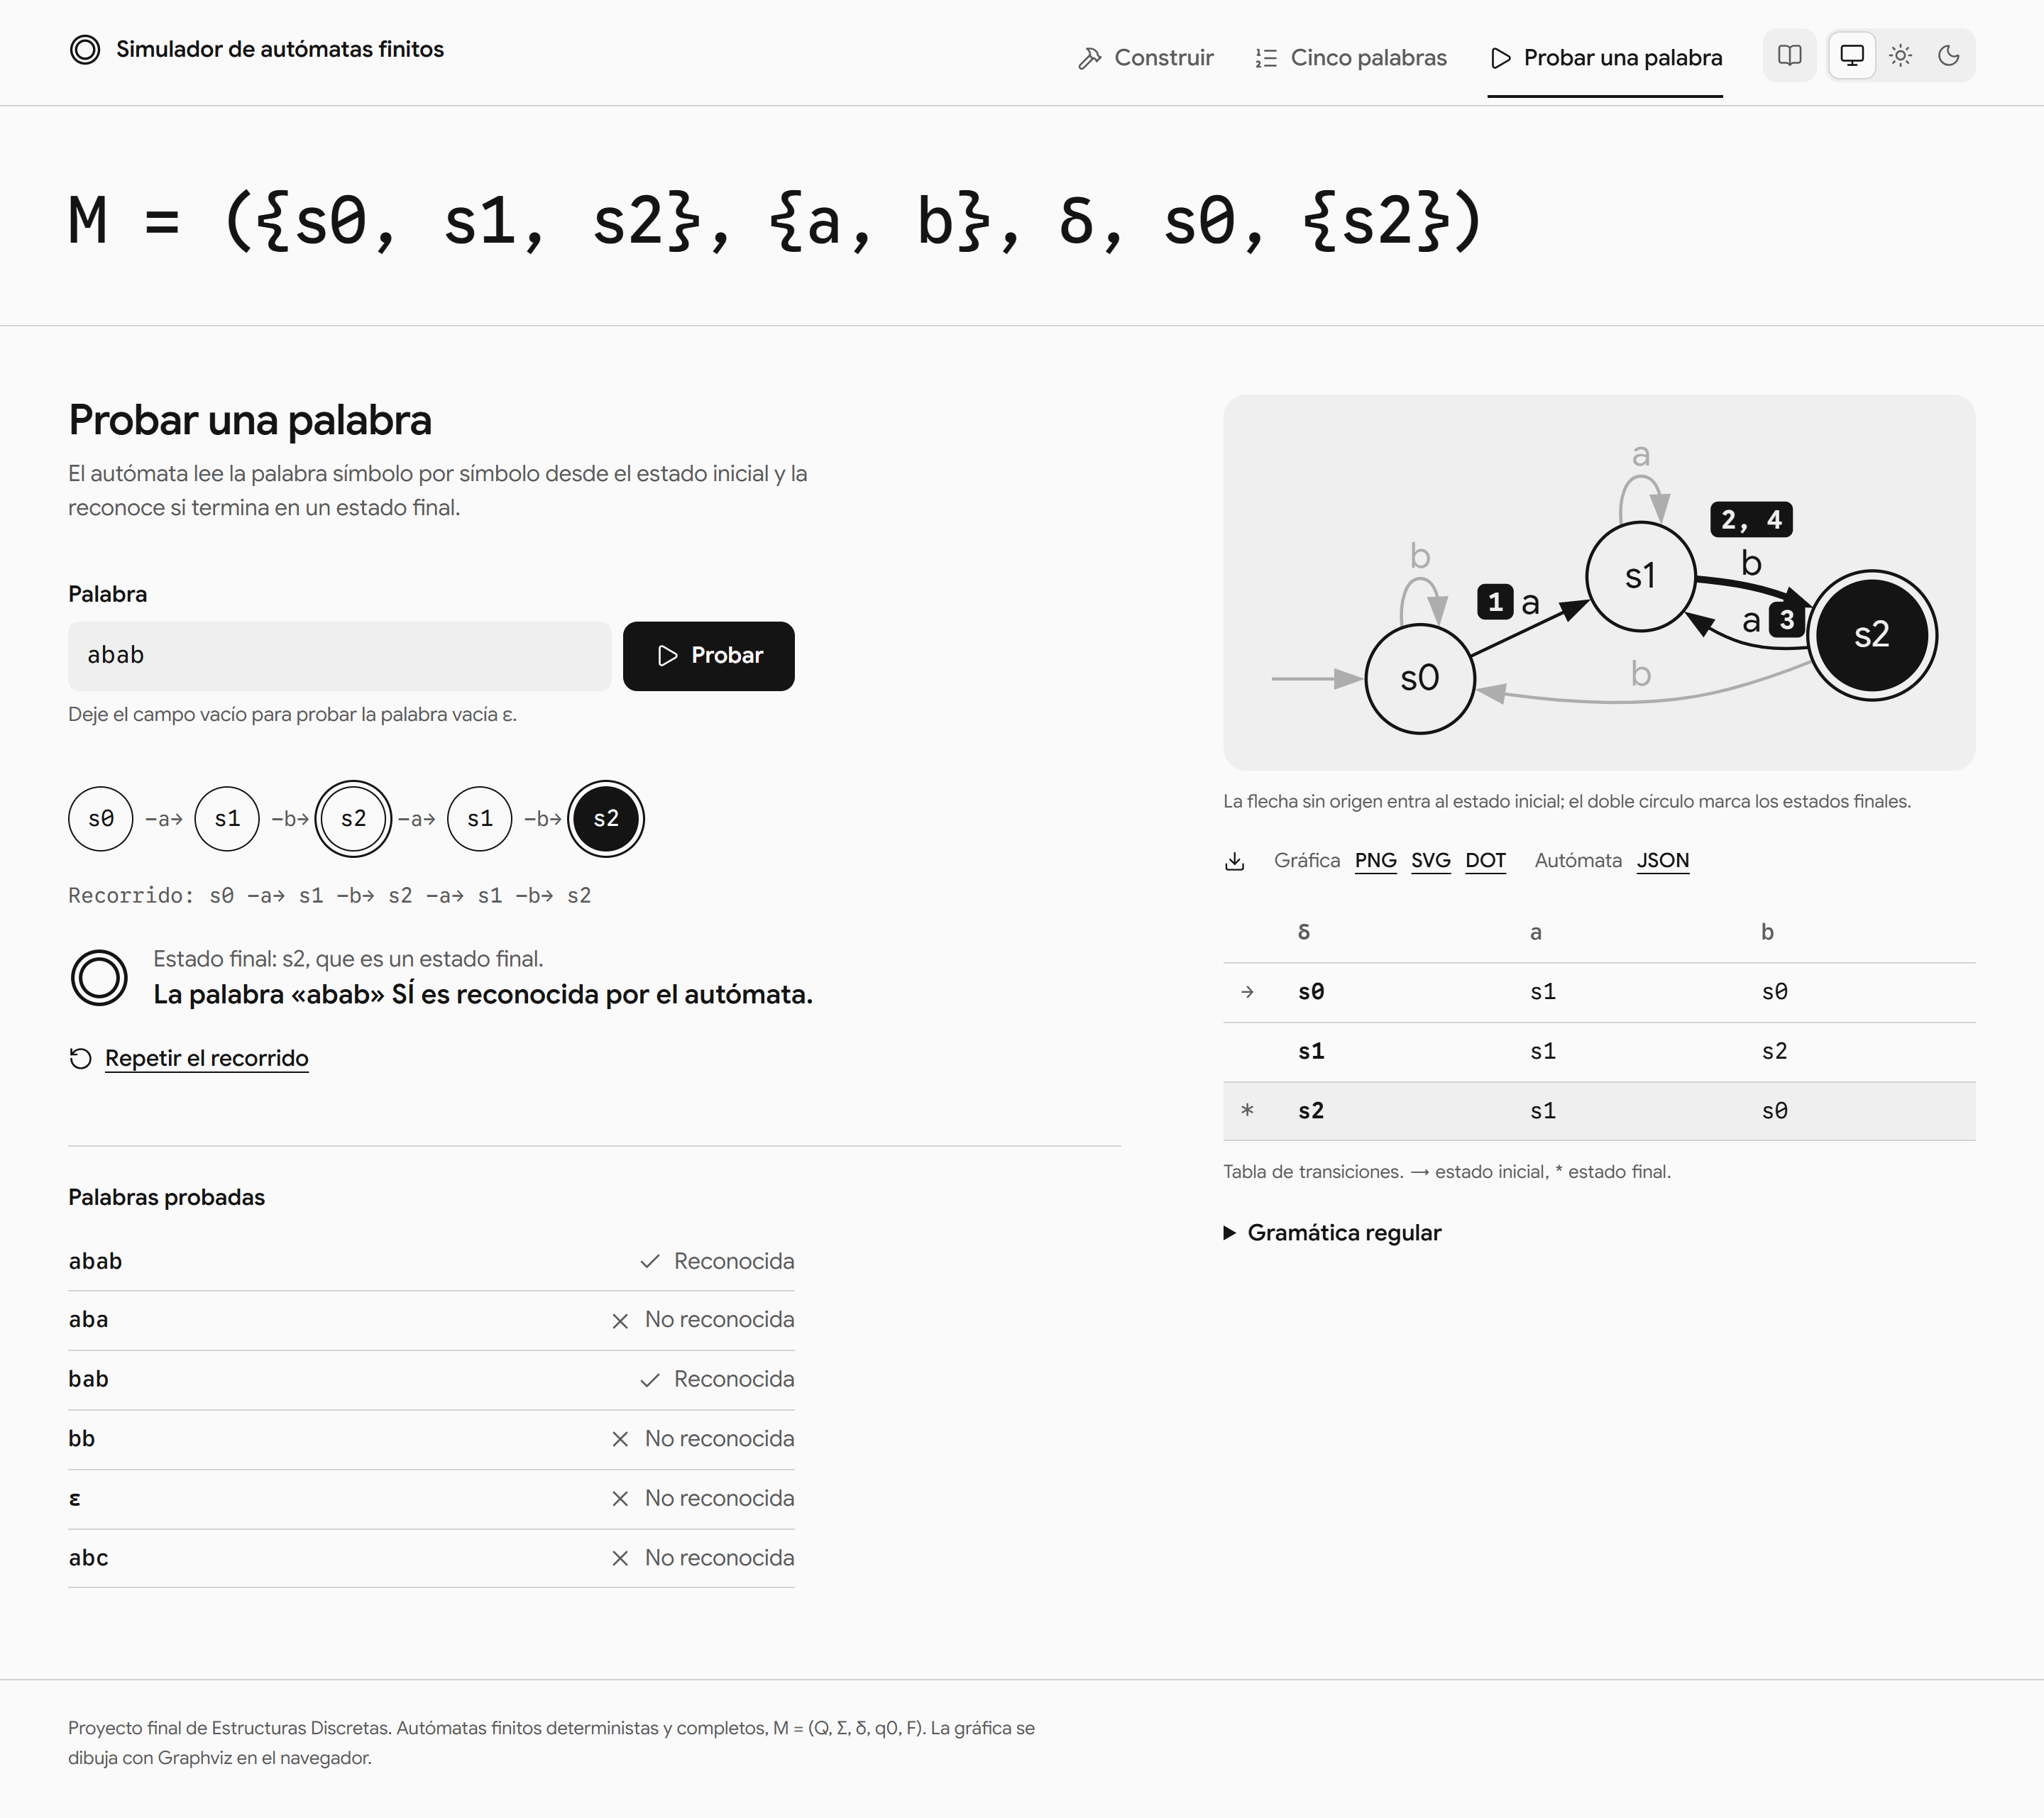 Simulador de autómatas finitos
Construir
Cinco palabras
Probar una palabra
M = ({s0, s1, s2}, {a, b}, δ, s0, {s2})
Probar una palabra
El autómata lee la palabra símbolo por símbolo desde el estado inicial y la
reconoce si termina en un estado final.
Palabra
abab
Probar
Deje el campo vacío para probar la palabra vacía ε.
s0 –a→ s1 –b→ s2 –a→ s1 –b→ s2
Recorrido: s0 –a→ s1 –b→ s2 –a→ s1 –b→ s2
Estado final: s2, que es un estado final.
La palabra «abab» SÍ es reconocida por el autómata.
Repetir el recorrido
Palabras probadas
abab Reconocida
aba No reconocida
bab Reconocida
bb No reconocida
ε No reconocida
abc No reconocida
a
2, 4
b
b
1 a
s1
a 3
s2
s0
b
La flecha sin origen entra al estado inicial; el doble círculo marca los estados finales.
Gráfica PNG SVG DOT Autómata JSON
δ a b
→ s0 s1 s0
s1 s1 s2
* s2 s1 s0
Tabla de transiciones. → estado inicial, * estado final.
Gramática regular
Proyecto final de Estructuras Discretas. Autómatas finitos deterministas y completos, M = (Q, Σ, δ, q0, F). La gráfica se
dibuja con Graphviz en el navegador.